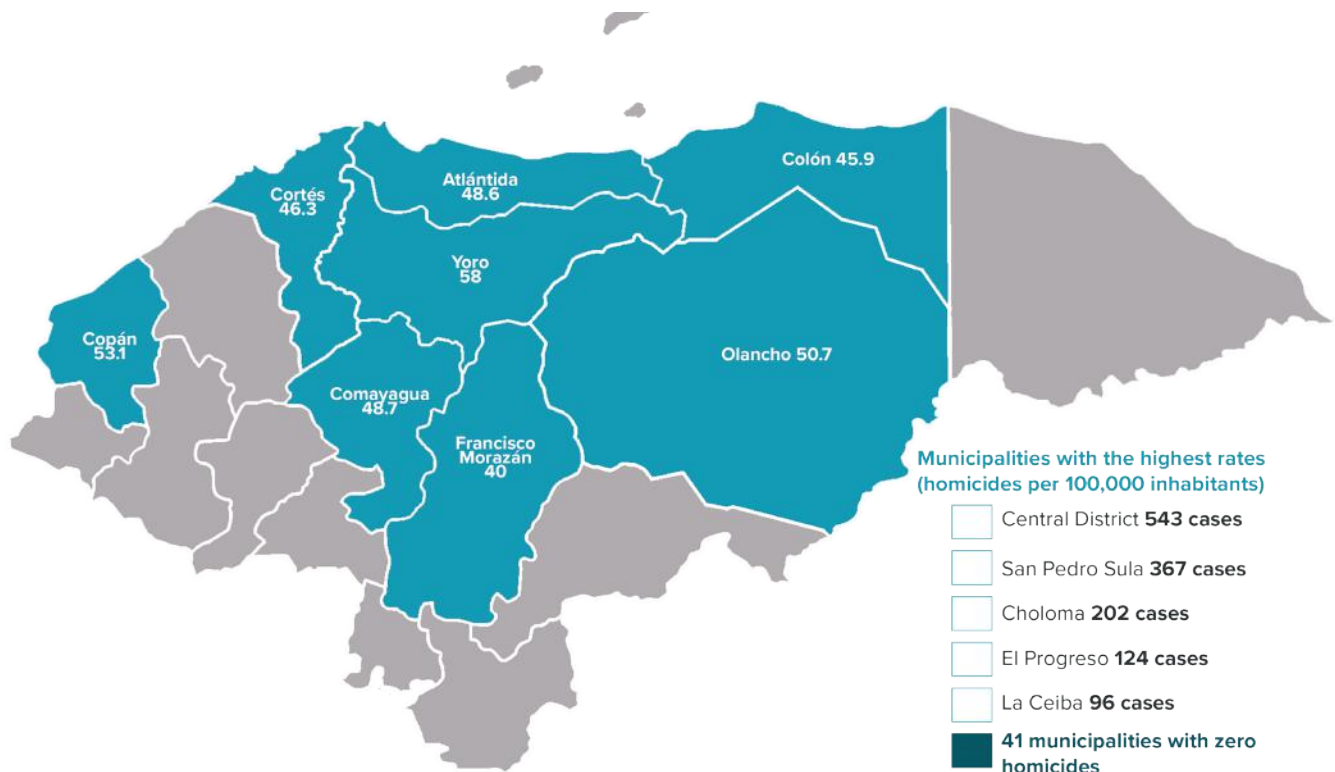 Colón 45.9
Atlántida
48.6
Cortés
46.3
Yoro
58
Copán
53.1
Olancho 50.7
Comayagua
48.7
Francisco
Morazán
40
Municipalities with the highest rates
(homicides per 100,000 inhabitants)
Central District 543 cases
San Pedro Sula 367 cases
Choloma 202 cases
El Progreso 124 cases
La Ceiba 96 cases
41 municipalities with zero
homicides